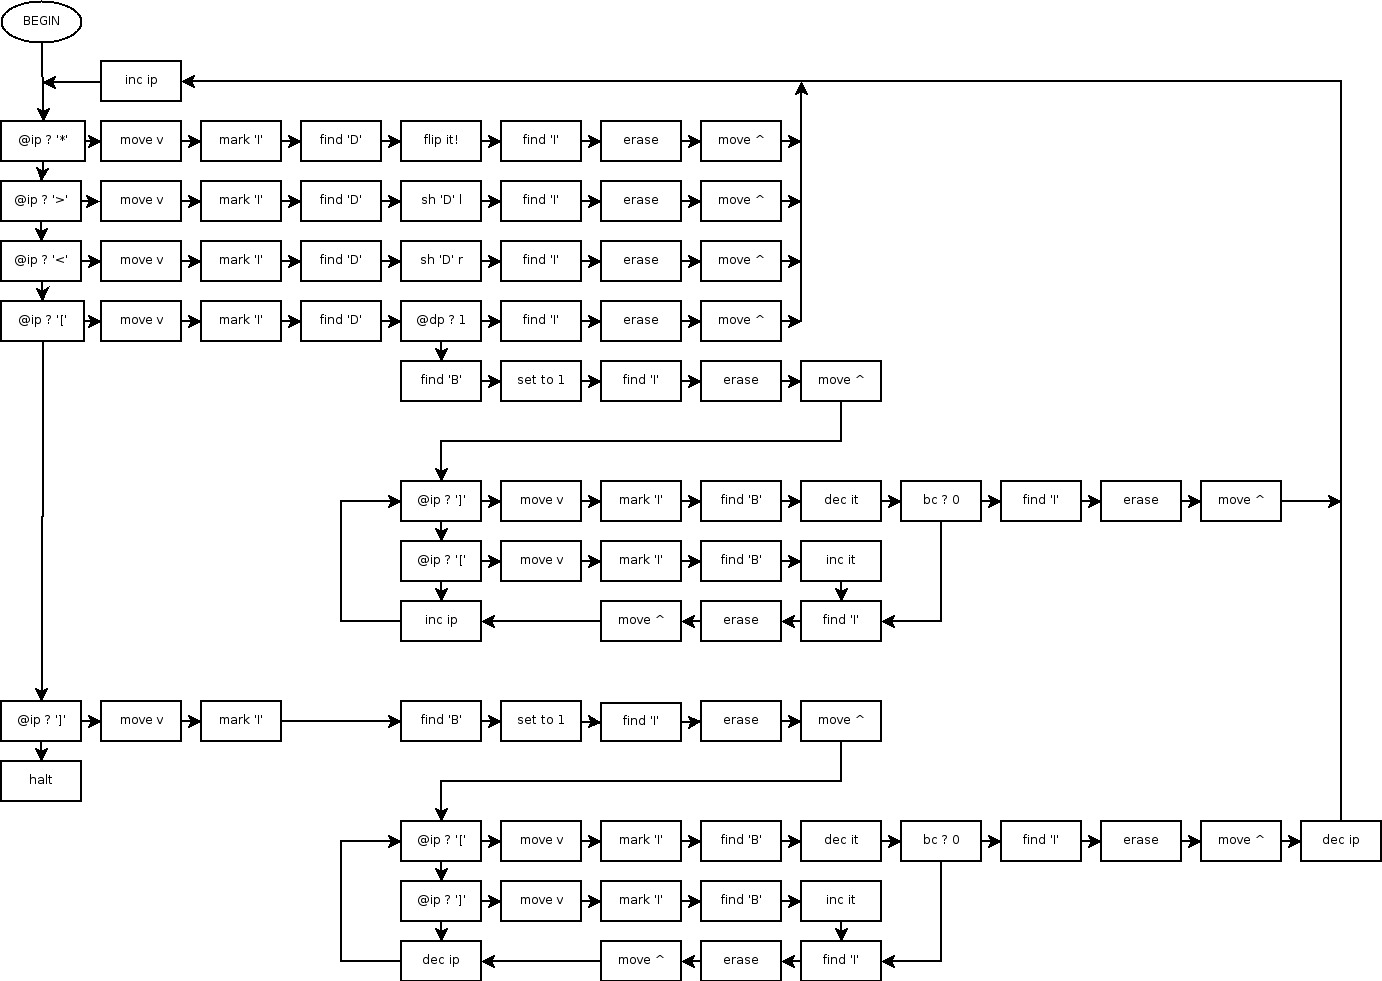 BEGIN
inc ip
@ip ? '*' move v mark 'I' find 'D' flip it! find 'I' erase move ^
@ip ? '>' move v mark 'I' find 'D' sh 'D' l find 'I' erase move ^
@ip ? '<' move v mark 'I' find 'D' sh 'D' r find 'I' erase move ^
@ip ? '[' move v mark 'I' find 'D' @dp ? 1 find 'I' erase move ^
find 'B' set to 1 find 'I' erase move ^
@ip ? ']' move v mark 'I' find 'B' dec it bc ? 0 find 'I' erase move ^
@ip ? '[' move v mark 'I' find 'B' inc it
inc ip move ^ erase find 'I'
@ip ? ']' move v mark 'I' find 'B' set to 1 find 'I' erase move ^
halt
@ip ? '[' move v mark 'I' find 'B' dec it bc ? 0 find 'I' erase move ^ dec ip
@ip ? ']' move v mark 'I' find 'B' inc it
dec ip move ^ erase find 'I'